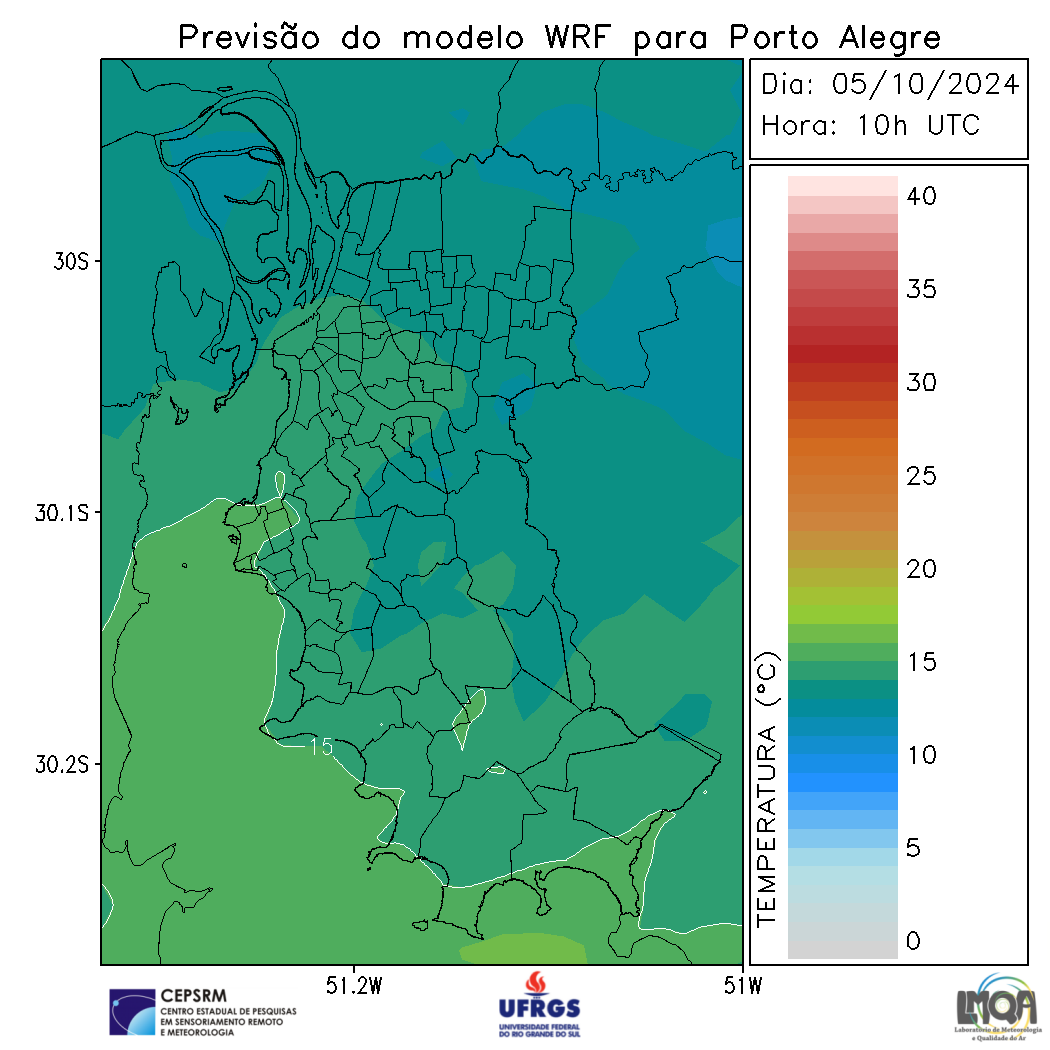 Previsão do modelo WRF para Porto Alegre
Dia: 05/10/2024
Hora: 10h UTC
40
35
30
25
20
15
10
5
0
TEMPERATURA (°C)
30S
30.1S
30.2S
15
51.2W
51W
CEPSRM
CENTRO ESTADUAL DE PESQUISAS
EM SENSORIAMENTO REMOTO
E METEOROLOGIA
UFRGS
UNIVERSIDADE FEDERAL
DO RIO GRANDE DO SUL
LMQA
Laboratório de Meteorologia
e Qualidade do Ar